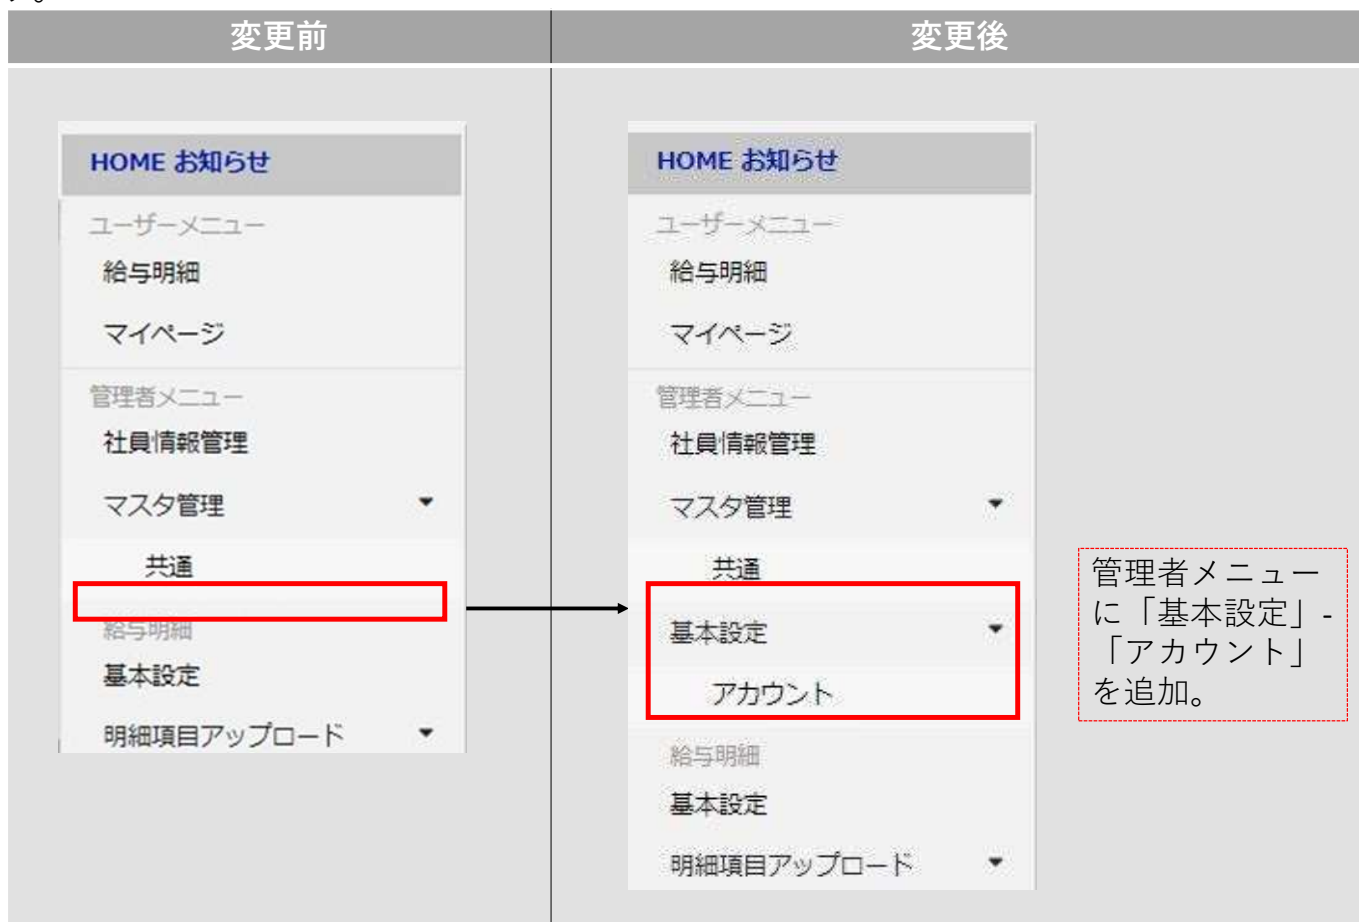 す。
変更前
変更後
HOME お知らせ
ユーザーメニュー
給与明細
マイページ
管理者メニュー
社員情報管理
マスタ管理
共通
給与明細
基本設定
明細項目アップロード
HOME お知らせ
ユーザーメニュー
給与明細
マイページ
管理者メニュー
社員情報管理
マスタ管理
共通
基本設定
アカウント
給与明細
基本設定
明細項目アップロード
管理者メニュー
に「基本設定」-
「アカウント」
を追加。